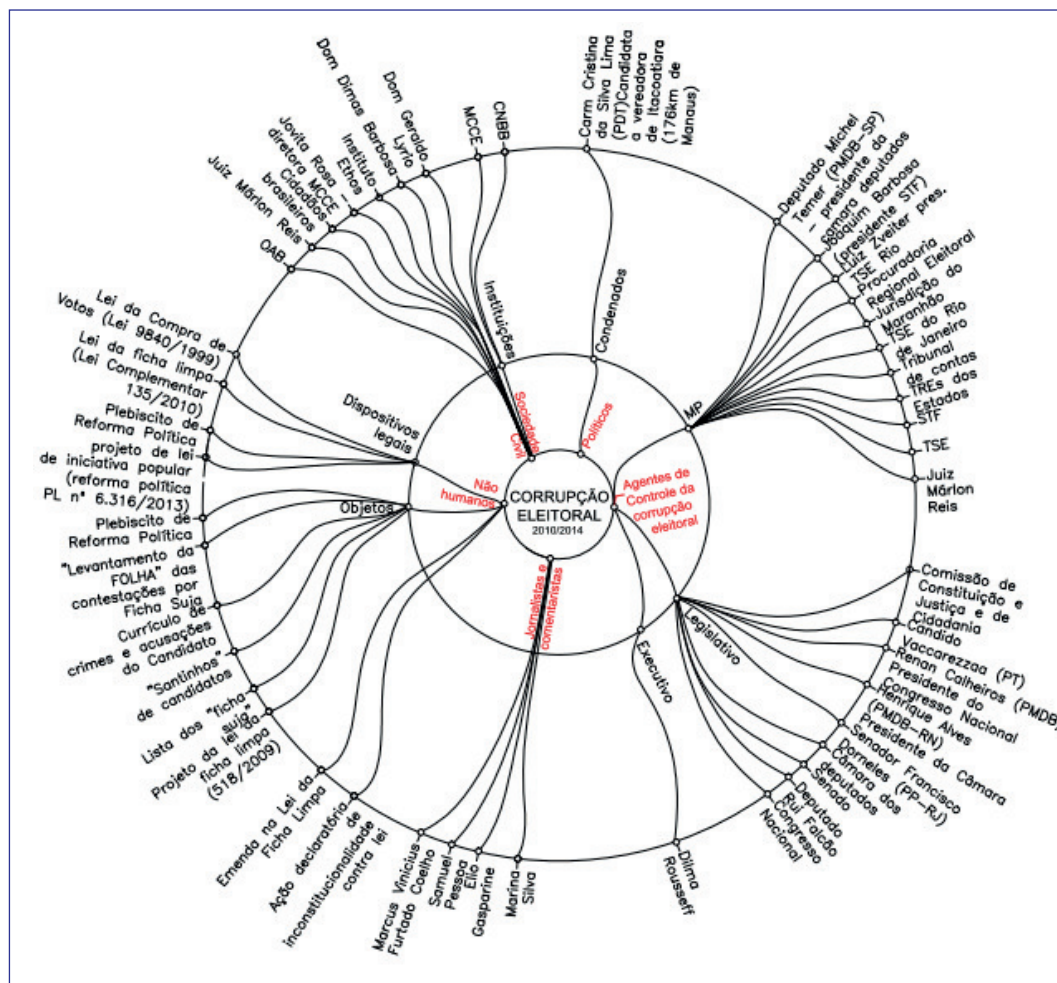 CORRUPÇÃO
ELEITORAL
2010/2014
Sociedade
Civil
Instituições
OAB
Juiz Márlon Reis
Cidadãos
brasileiros
Jovita Rosa –
diretora MCCE
Instituto
Ethos
Dom Dimas Barbosa
Dom Geraldo
Lyrio
MCCE
CNBB
Políticos
Condenados
Carm Cristina
da Silva Lima
(PDT)Candidata
a vereadora
de Itacoatiara
(176km de
Manaus)
Agentes de
Controle da
corrupção
eleitoral
MP
Deputado Michel
Temer (PMDB-SP)
– presidente da
camara deputados
Joaquim Barbosa
(presidente STF)
Luiz Zveiter pres.
TSE Rio
Procuradoria
Regional Eleitoral
Jurisdição do
Maranhão
TSE do Rio
de Janeiro
Tribunal
de contas
TREs dos
Estados
STF
TSE
Juiz
Márlon
Reis
Legislativo
Comissão de
Constituição e
Justiça e de
Cidadania
Candido
Vaccarezzaa (PT)
Renan Calheiros (PMDB)
Presidente do
Congresso Nacional
Henrique Alves
(PMDB-RN)
Presidente da Câmara
Senador Francisco
Dorneles (PP-RJ)
Câmara dos
deputados
Senado
Deputado
Rui Falcão
Congresso
Nacional
Executivo
Dilma
Rousseff
Jornalistas e
comentaristas
Marina
Silva
Elio
Gasparine
Samuel
Pessoa
Marcus Vinicius
Furtado Coelho
Não
humanos
Objetos
Ação declaratória
de
inconstitucionalidade
contra lei
Emenda na Lei da
Ficha Limpa
Projeto da lei da
ficha limpa
(518/2009)
Lista dos "ficha
suja"
"Santinhos"
de candidatos
Currículo de
crimes e acusações
do Candidato
"Levantamento da
FOLHA" das
contestações por
Ficha Suja
Plebiscito de
Reforma Política
Dispositivos
legais
projeto de lei
de iniciativa popular
(reforma política
PL n° 6.316/2013)
Plebiscito de
Reforma Política
Lei da ficha limpa
(Lei Complementar
135/2010)
Lei da Compra de
Votos (Lei 9840/1999)